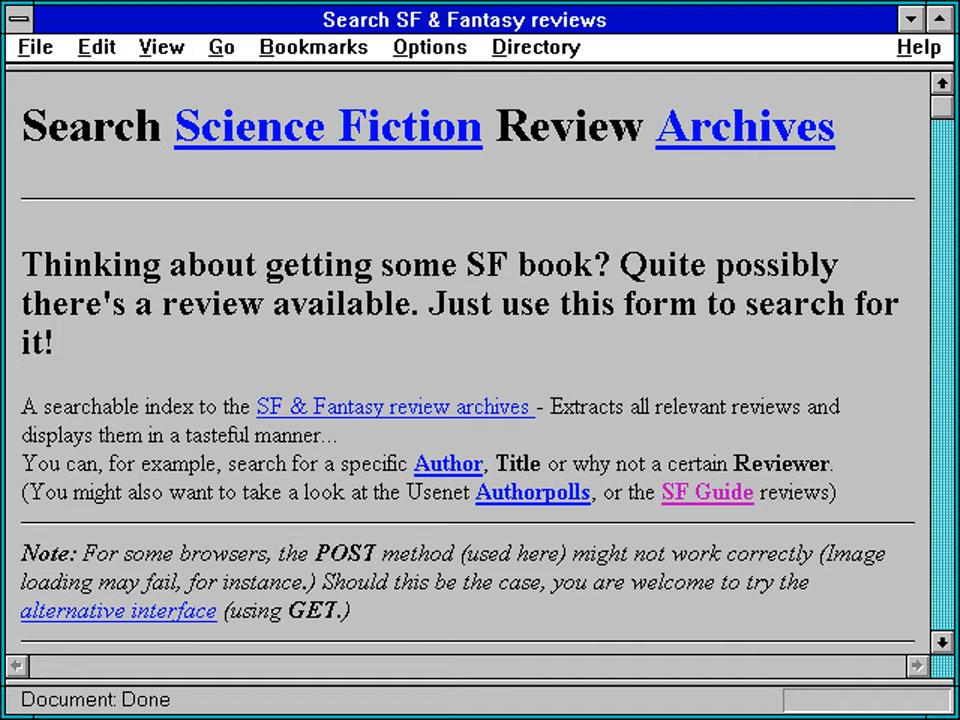 Search SF & Fantasy reviews
File Edit View Go Bookmarks Options Directory Help
Search Science Fiction Review Archives
Thinking about getting some SF book? Quite possibly
there's a review available. Just use this form to search for
it!
A searchable index to the SF & Fantasy review archives - Extracts all relevant reviews and
displays them in a tasteful manner...
You can, for example, search for a specific Author, Title or why not a certain Reviewer.
(You might also want to take a look at the Usenet Authorpolls, or the SF Guide reviews)
Note: For some browsers, the POST method (used here) might not work correctly (Image
loading may fail, for instance.) Should this be the case, you are welcome to try the
alternative interface (using GET.)
Document: Done